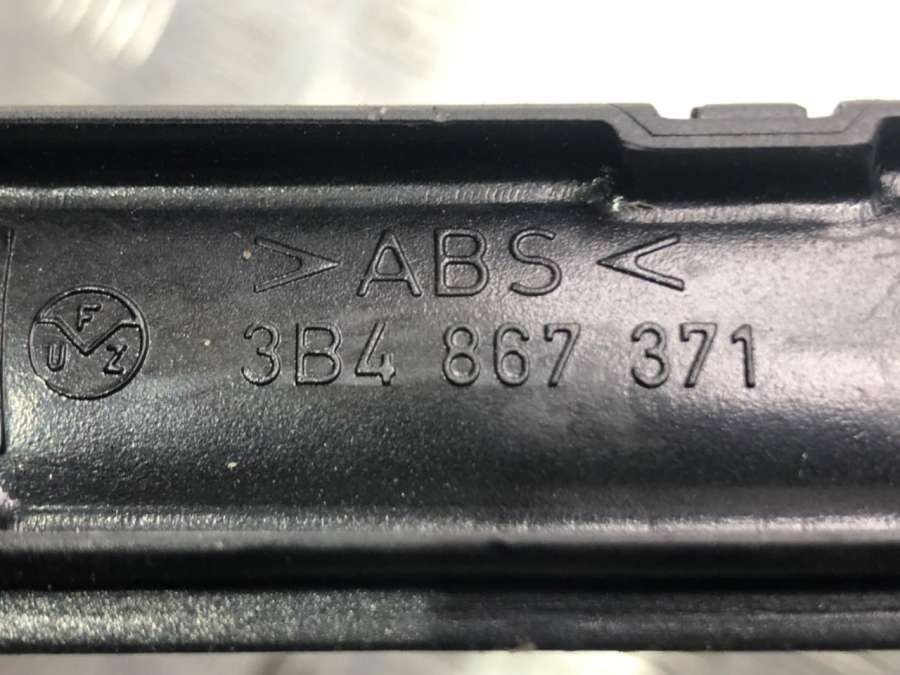 >ABS<
3B4 867 371
F
U Z